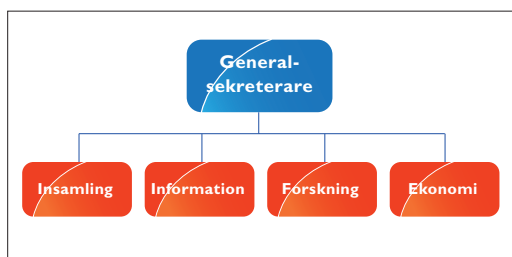 General-
sekreterare
Insamling
Information
Forskning
Ekonomi